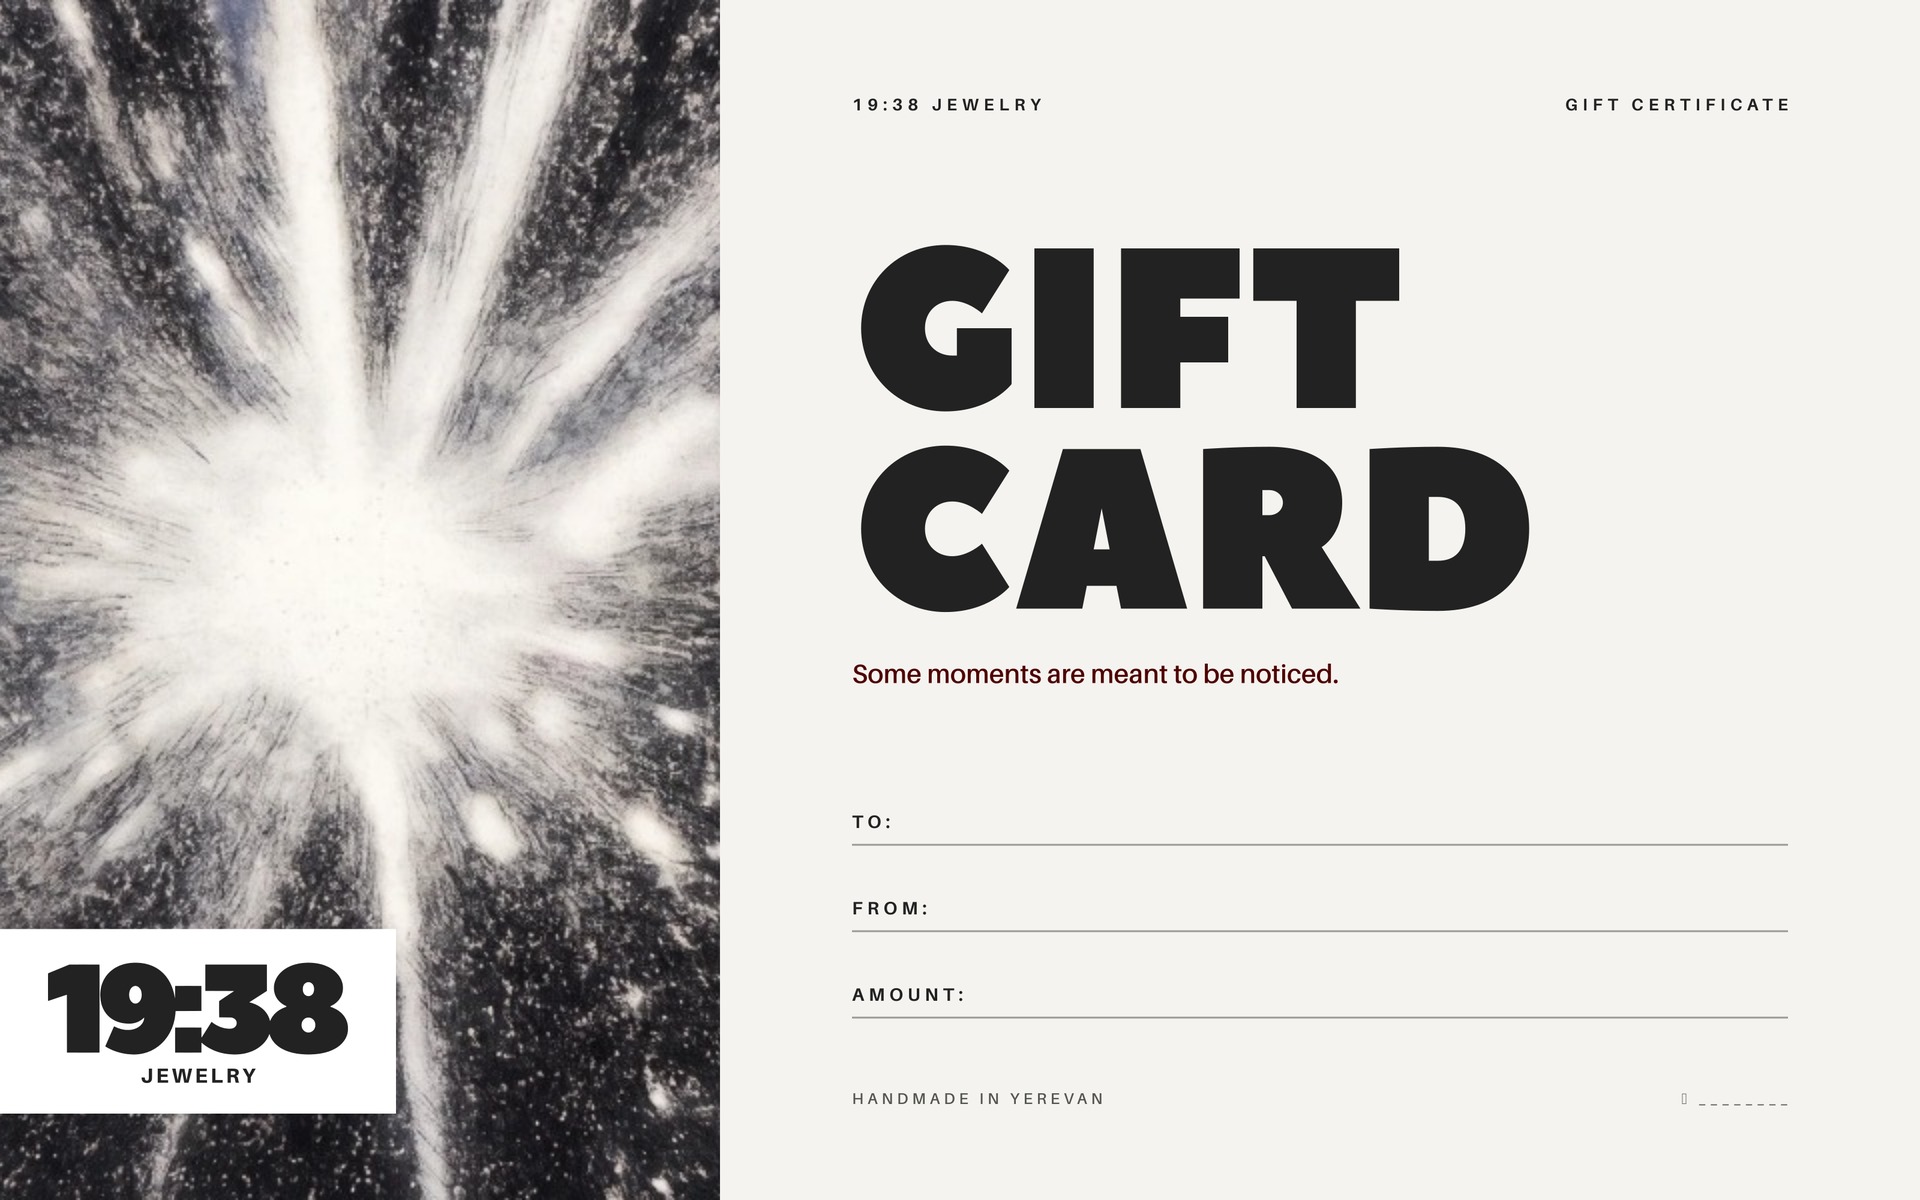 19:38 JEWELRY
GIFT CERTIFICATE
GIFT
CARD
Some moments are meant to be noticed.
TO:
FROM:
AMOUNT:
HANDMADE IN YEREVAN
________
19:38
JEWELRY